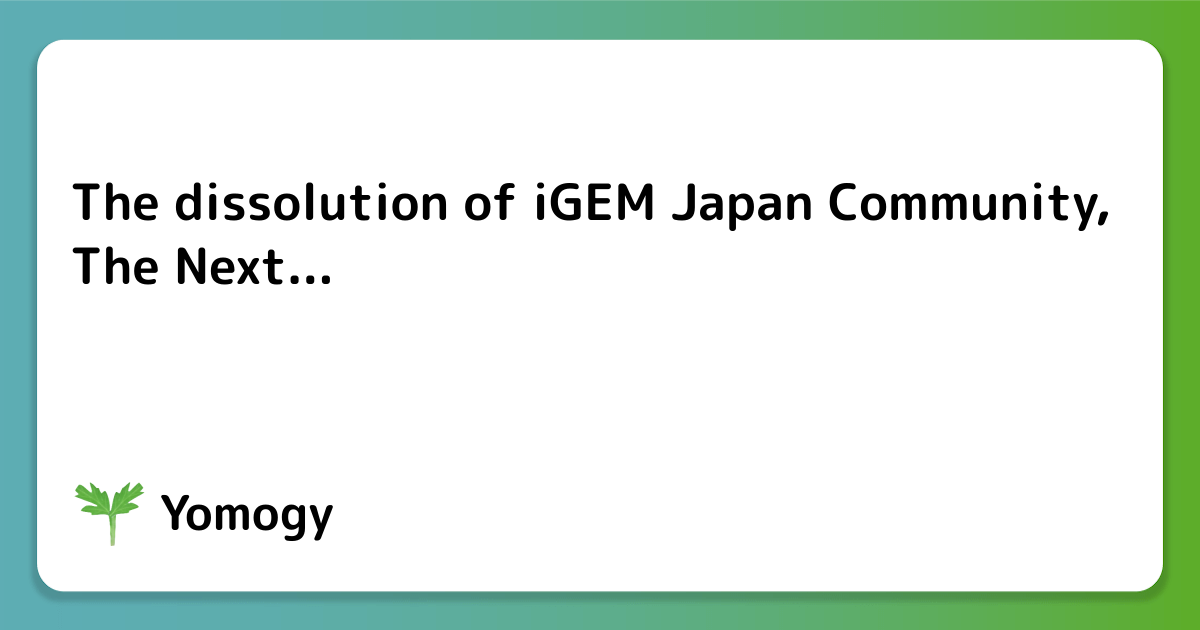 The dissolution of iGEM Japan Community,
The Next...
Yomogy